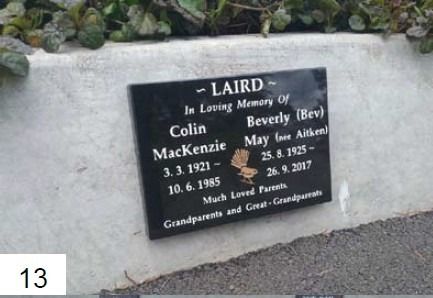 ~ LAIRD ~
In Loving Memory Of
Colin
MacKenzie
3. 3. 1921 ~
10. 6. 1985
Beverly (Bev)
May (nee Aitken)
25. 8. 1925 ~
26. 9. 2017
Much Loved Parents,
Grandparents and Great-Grandparents
13